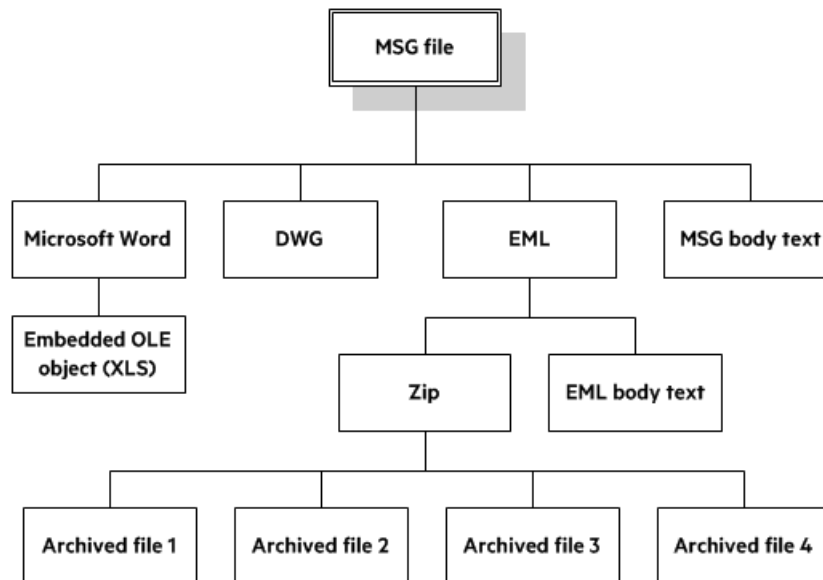 MSG file
Microsoft Word
DWG
EML
MSG body text
Embedded OLE
object (XLS)
Zip
EML body text
Archived file 1
Archived file 2
Archived file 3
Archived file 4